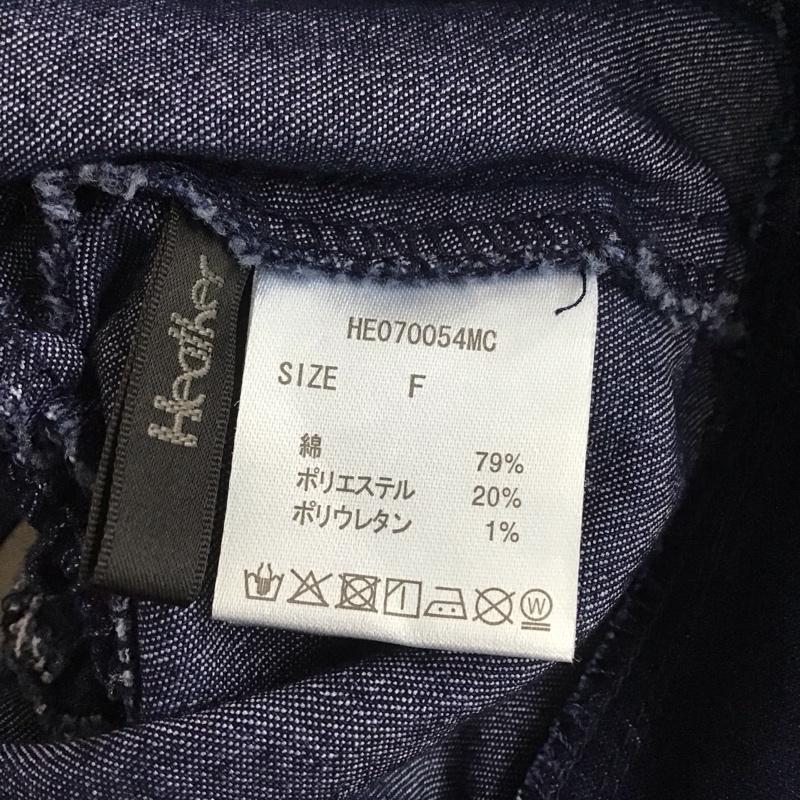 Heather
HE070054MC
SIZE F
綿 79%
ポリエステル 20%
ポリウレタン 1%
W